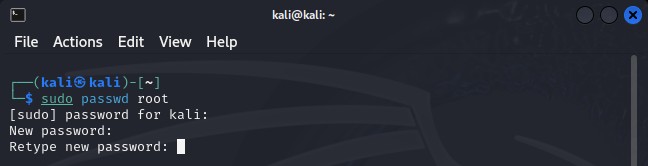 kali@kali: ~
File Actions Edit View Help
┌──(kali㉿kali)-[~]
└─$ sudo passwd root
[sudo] password for kali:
New password:
Retype new password: